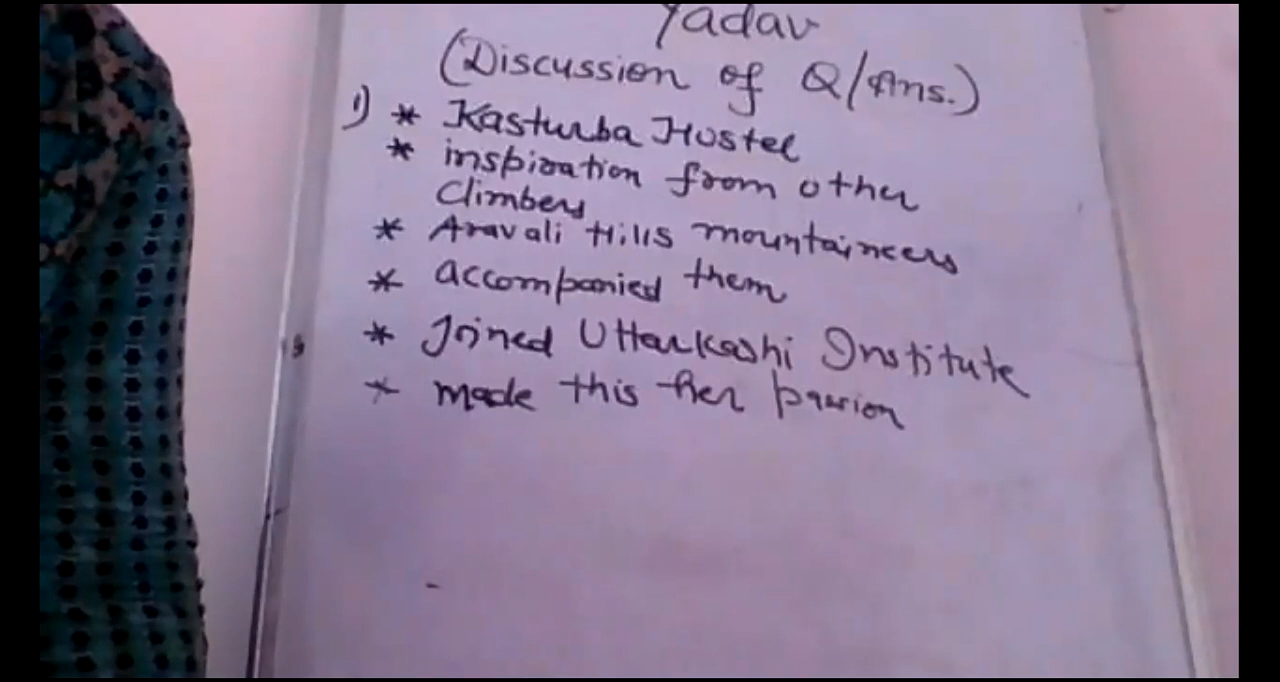 Yadav
(Discussion of Q/Ans.)
1) * Kasturba Hostel
* inspiration from other
Climbers
* Aravali Hills mountaineers
* accompanied them
* Joined Uttarkashi Institute
* made this her passion